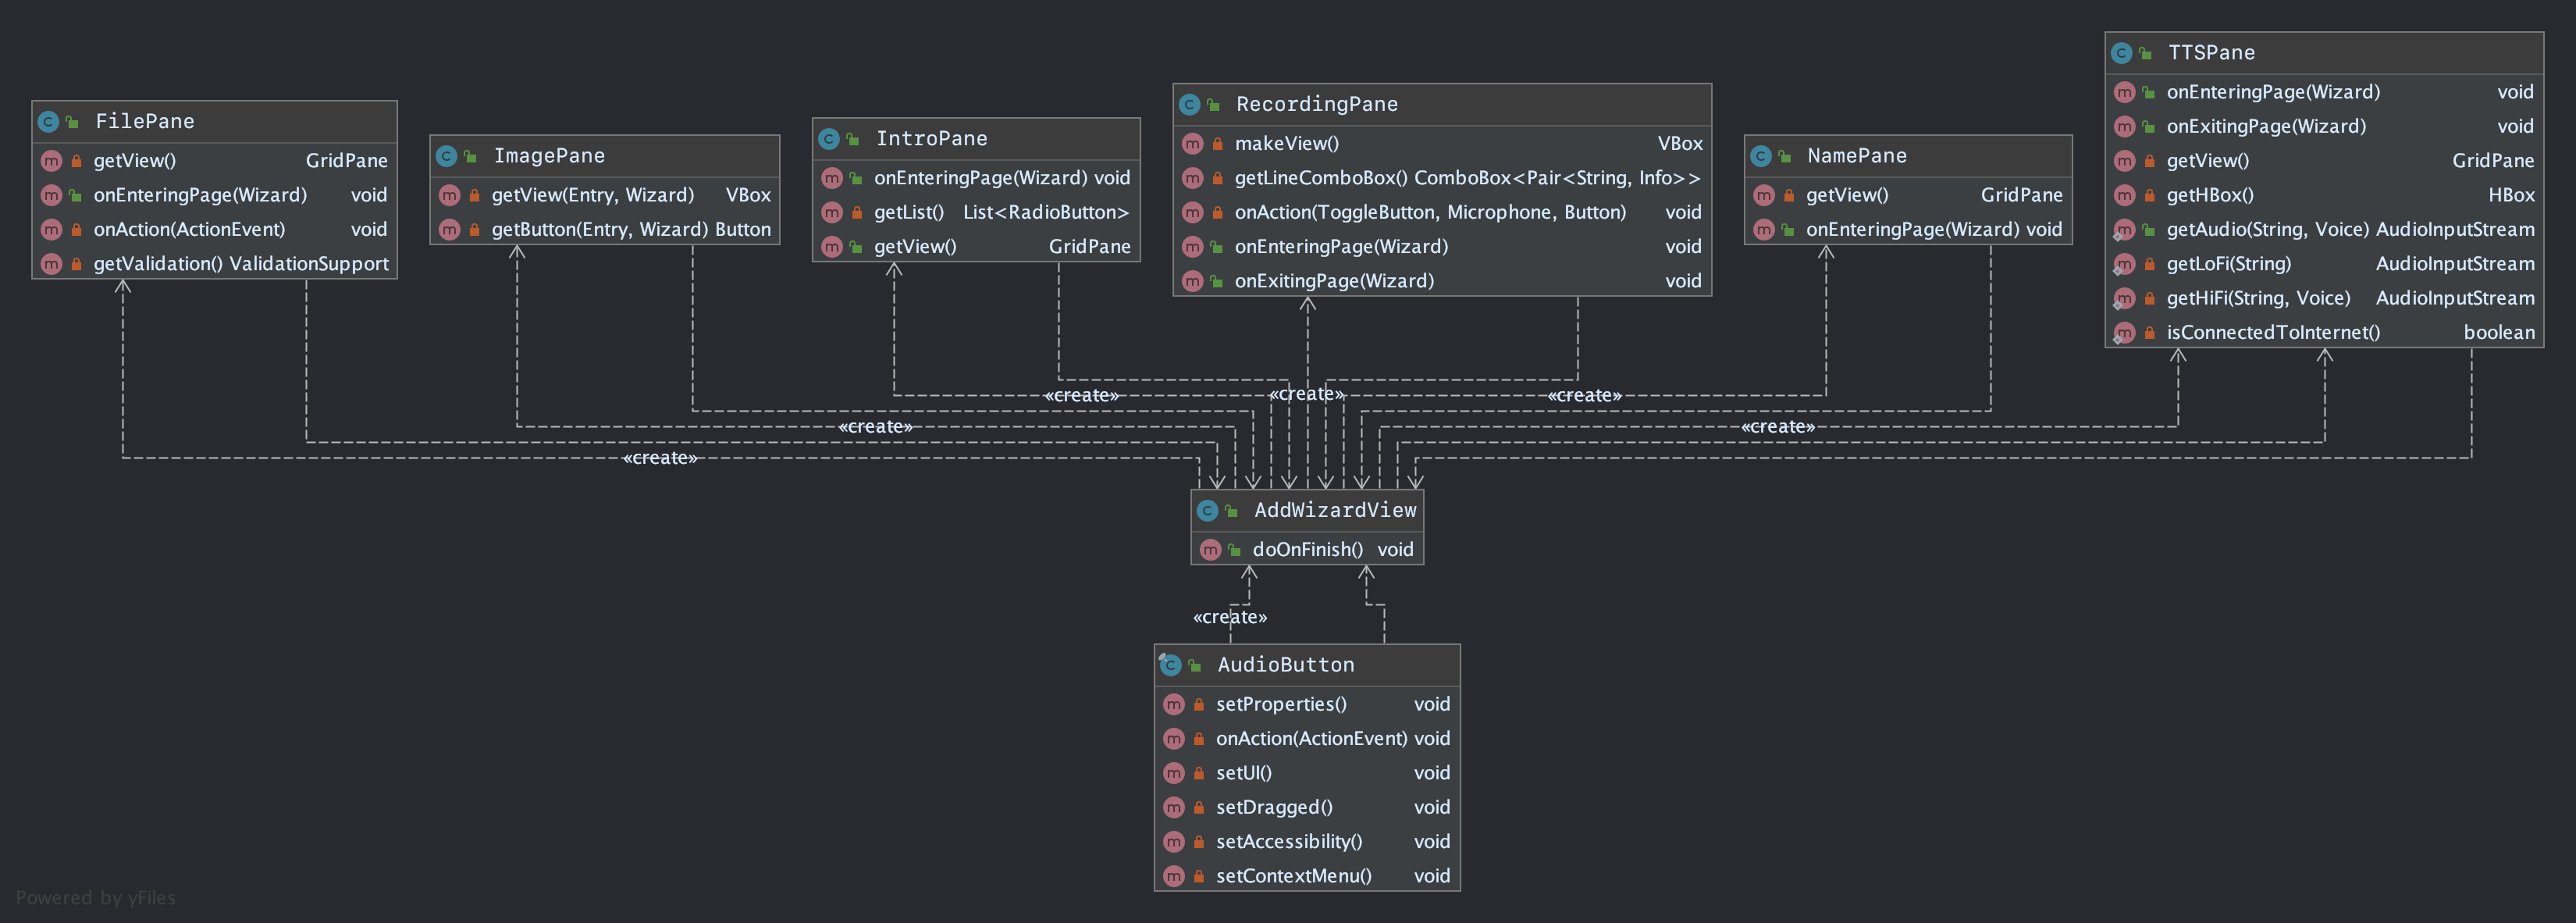 FilePane
getView() GridPane
onEnteringPage(Wizard) void
onAction(ActionEvent) void
getValidation() ValidationSupport
ImagePane
getView(Entry, Wizard) VBox
getButton(Entry, Wizard) Button
IntroPane
onEnteringPage(Wizard) void
getList() List<RadioButton>
getView() GridPane
RecordingPane
makeView() VBox
getLineComboBox() ComboBox<Pair<String, Info>>
onAction(ToggleButton, Microphone, Button) void
onEnteringPage(Wizard) void
onExitingPage(Wizard) void
NamePane
getView() GridPane
onEnteringPage(Wizard) void
TTSPane
onEnteringPage(Wizard) void
onExitingPage(Wizard) void
getView() GridPane
getHBox() HBox
getAudio(String, Voice) AudioInputStream
getLoFi(String) AudioInputStream
getHiFi(String, Voice) AudioInputStream
isConnectedToInternet() boolean
«create»
«create»
«create»
«create»
«create»
«create»
AddWizardView
doOnFinish() void
«create»
AudioButton
setProperties() void
onAction(ActionEvent) void
setUI() void
setDragged() void
setAccessibility() void
setContextMenu() void
Powered by yFiles